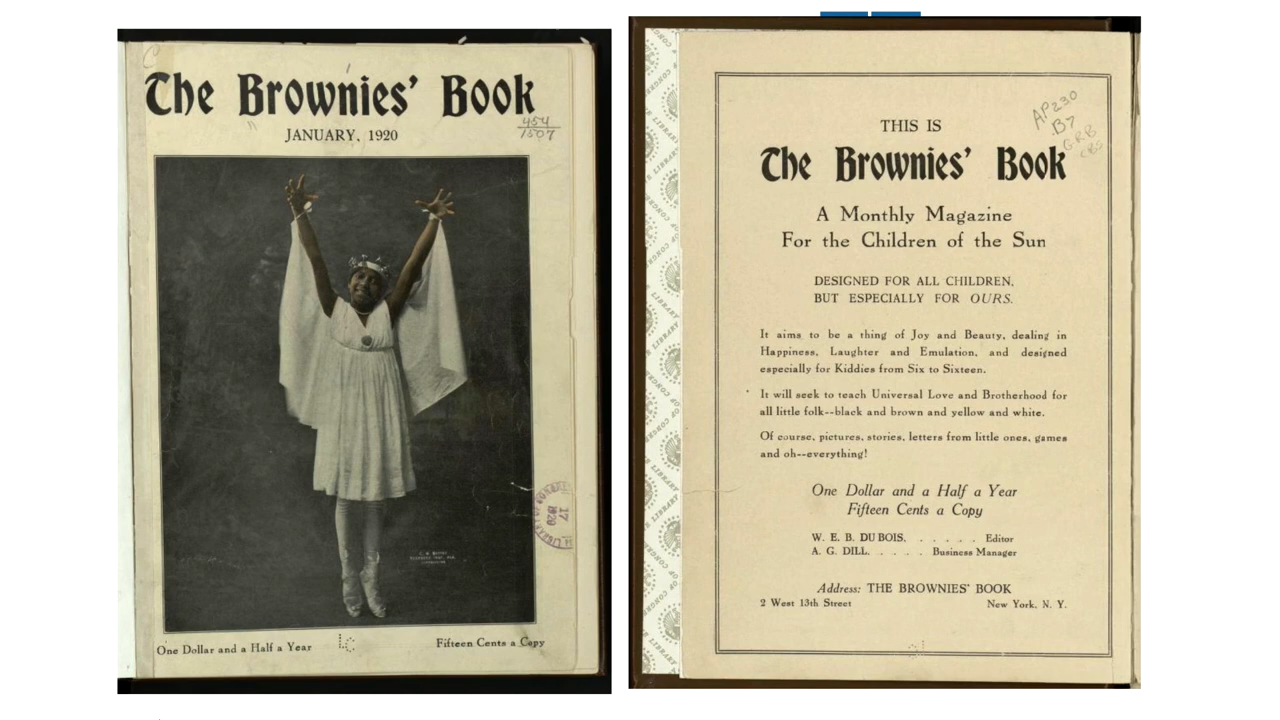 The Brownies' Book
JANUARY, 1920
454
1507
One Dollar and a Half a Year
Fifteen Cents a Copy
THIS IS
The Brownies' Book
A Monthly Magazine
For the Children of the Sun
DESIGNED FOR ALL CHILDREN,
BUT ESPECIALLY FOR OURS.
It aims to be a thing of Joy and Beauty, dealing in
Happiness, Laughter and Emulation, and designed
especially for Kiddies from Six to Sixteen.
It will seek to teach Universal Love and Brotherhood for
all little folk--black and brown and yellow and white.
Of course, pictures, stories, letters from little ones, games
and oh--everything!
One Dollar and a Half a Year
Fifteen Cents a Copy
W. E. B. DU BOIS. . . . . . Editor
A. G. DILL. . . . . Business Manager
Address: THE BROWNIES' BOOK
2 West 13th Street New York, N. Y.
AP230
.B7